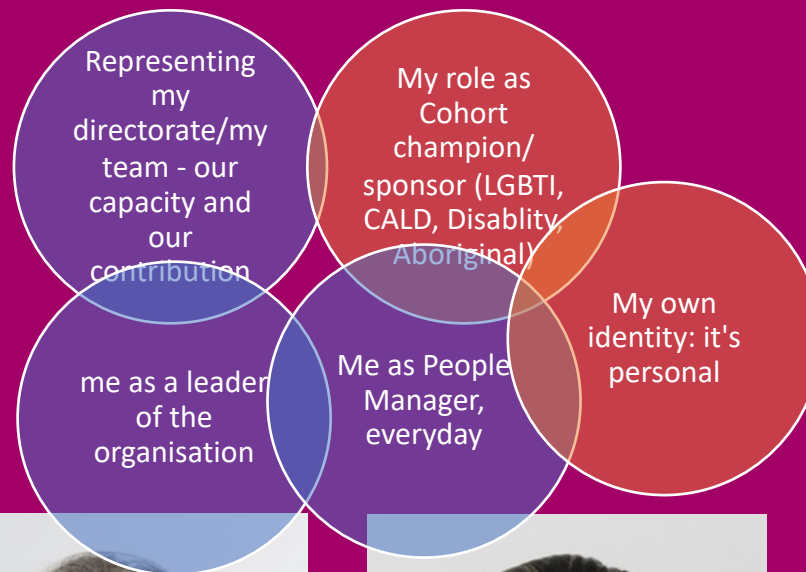 Representing
my
directorate/my
team - our
capacity and
our
contribution
My role as
Cohort
champion/
sponsor (LGBTI,
CALD, Disablity,
Aboriginal)
My own
identity: it's
personal
me as a leader
of the
organisation
Me as People
Manager,
everyday